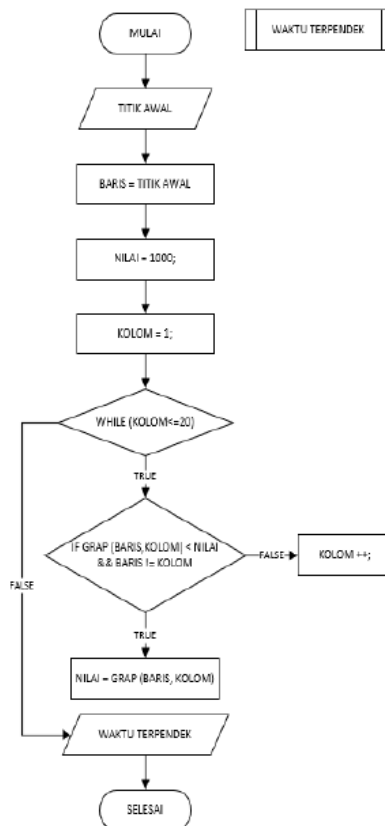 MULAI
WAKTU TERPENDEK
TITIK AWAL
BARIS = TITIK AWAL
NILAI = 1000;
KOLOM = 1;
WHILE (KOLOM<=20)
TRUE
IF GRAP (BARIS,KOLOM) < NILAI
&& BARIS != KOLOM
FALSE
KOLOM ++;
FALSE
TRUE
NILAI = GRAP (BARIS, KOLOM)
WAKTU TERPENDEK
SELESAI